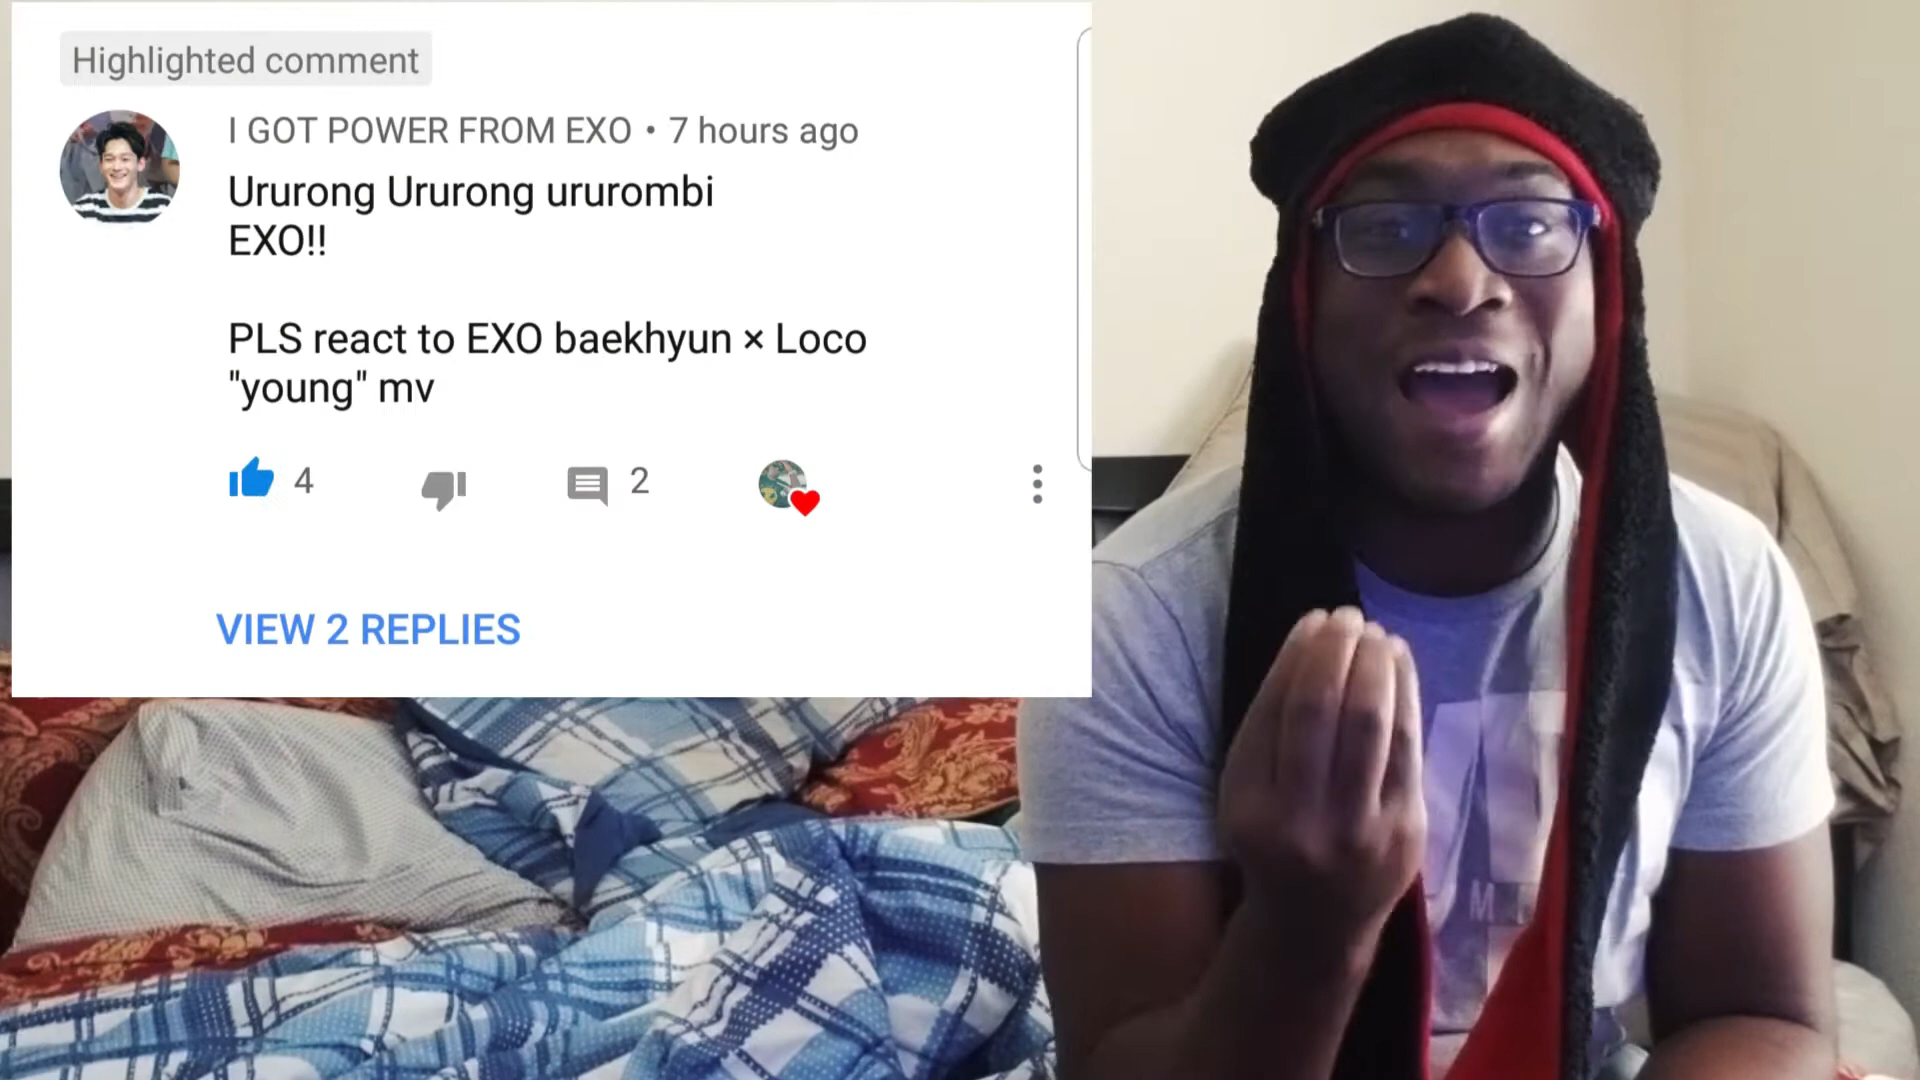 Highlighted comment
I GOT POWER FROM EXO • 7 hours ago
Ururong Ururong ururombi
EXO!!
PLS react to EXO baekhyun × Loco
"young" mv
4
2
VIEW 2 REPLIES